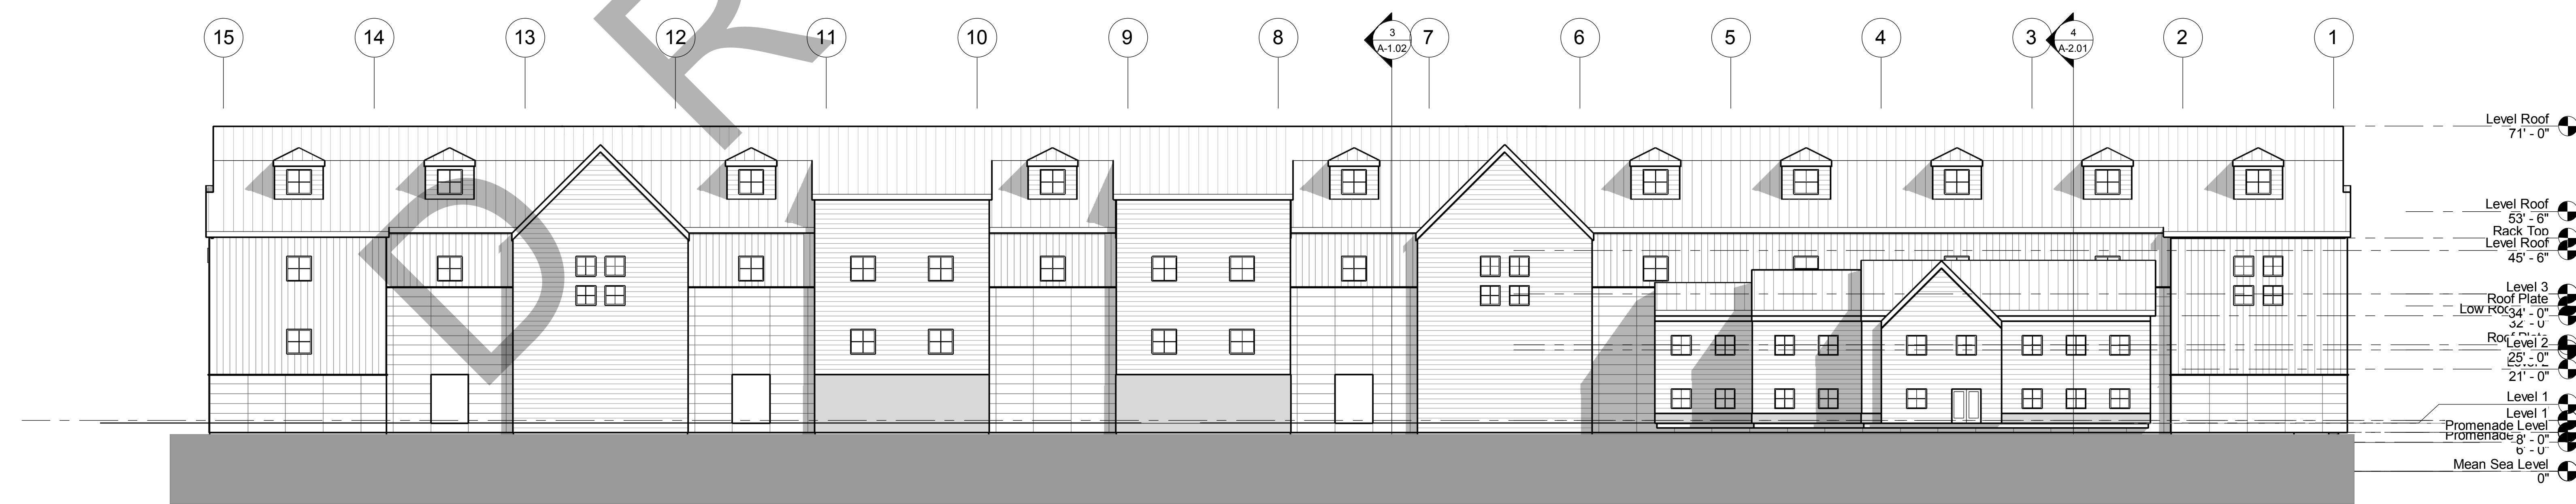 15 14 13 12 11 10 9 8 7 6 5 4 3 2 1
3
A-1.02
4
A-2.01
DR
Level Roof
71' - 0"
Level Roof
53' - 6"
Rack Top
Level Roof
45' - 6"
Level 3
Roof Plate
34' - 0"
32' - 0"
Level 2
25' - 0"
21' - 0"
Level 1
Level 1
Promenade Level
Promenade 8' - 0"
6' - 0"
Mean Sea Level
0"